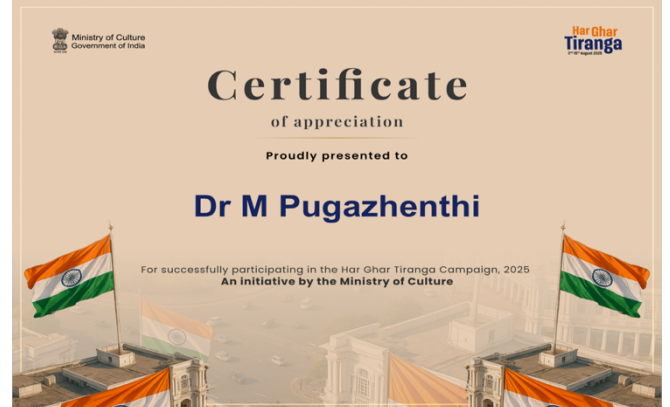 Ministry of Culture
Government of India
Har Ghar
Tiranga
Certificate
of appreciation
Proudly presented to
Dr M Pugazhenthi
For successfully participating in the Har Ghar Tiranga Campaign, 2025
An initiative by the Ministry of Culture